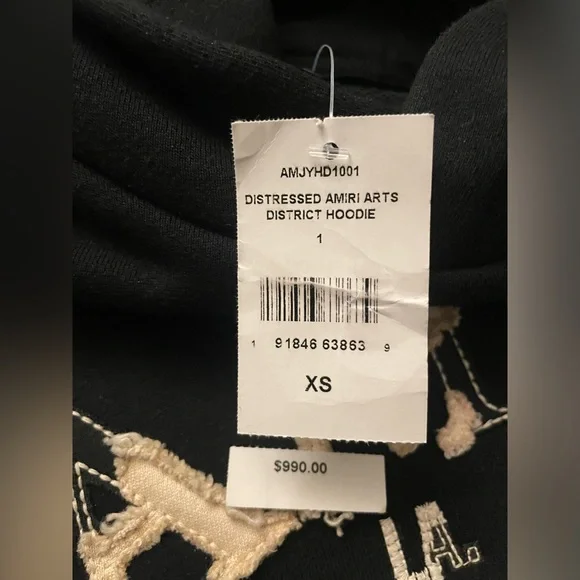 AMJYHD1001
DISTRESSED AMIRI ARTS
DISTRICT HOODIE
1
1 91846 63863 9
XS
$990.00
A.